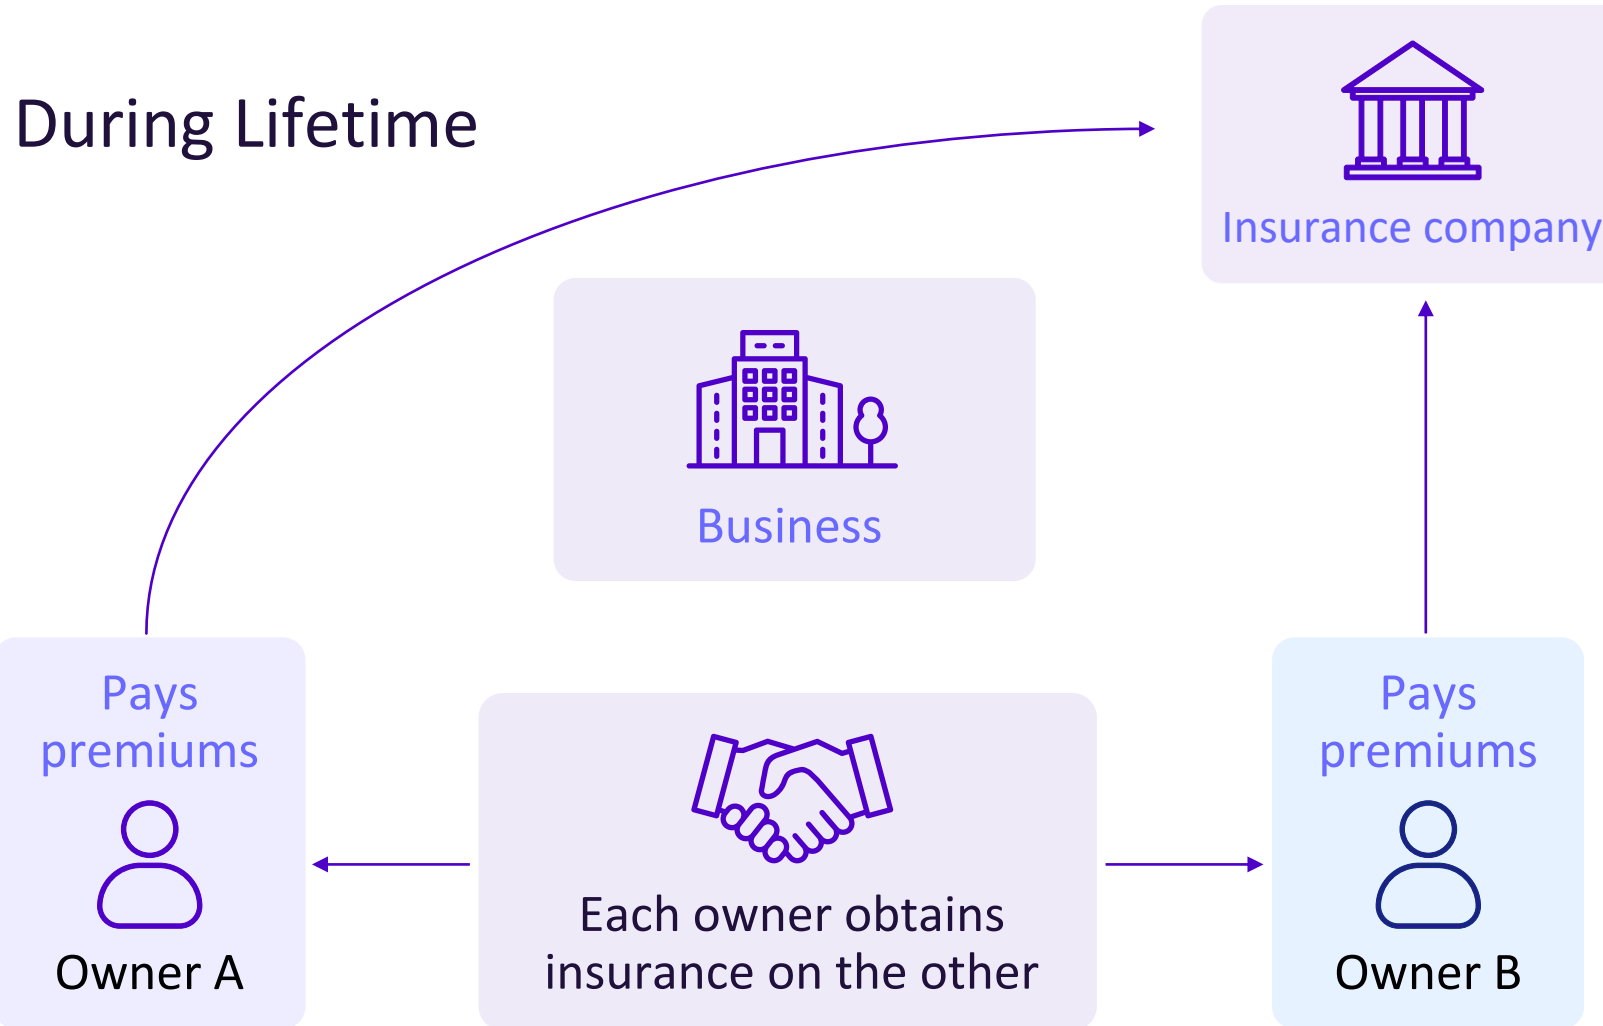 During Lifetime
Insurance company
Business
Pays
premiums
Owner A
Each owner obtains
insurance on the other
Pays
premiums
Owner B